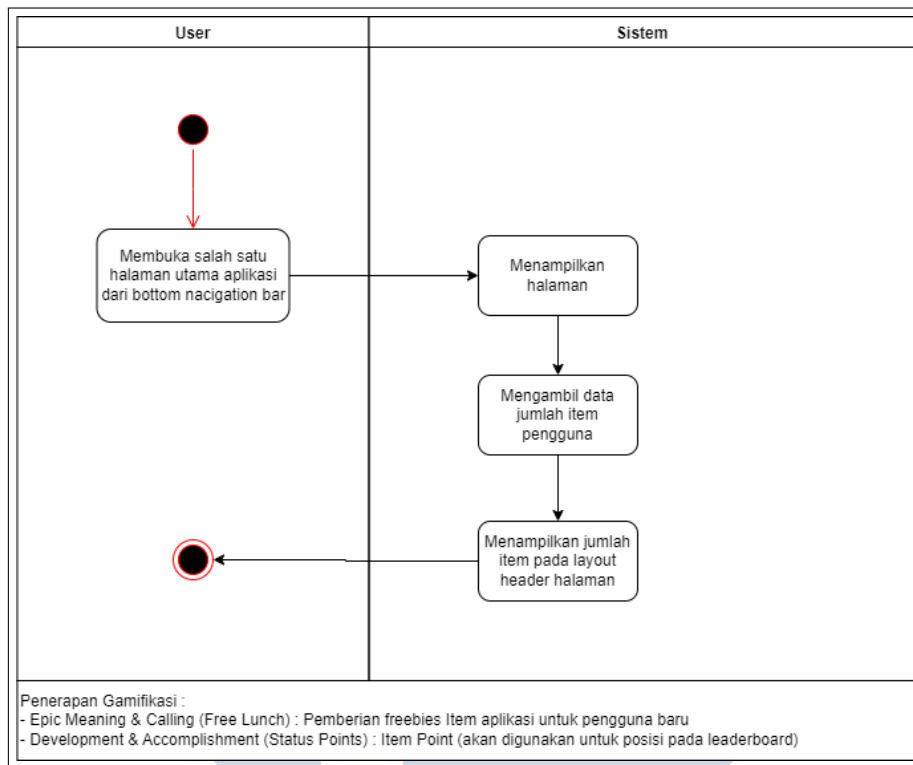 User
Sistem
Membuka salah satu
halaman utama aplikasi
dari bottom nacigation bar
Menampilkan
halaman
Mengambil data
jumlah item
pengguna
Menampilkan jumlah
item pada layout
header halaman
Penerapan Gamifikasi :
- Epic Meaning & Calling (Free Lunch) : Pemberian freebies Item aplikasi untuk pengguna baru
- Development & Accomplishment (Status Points) : Item Point (akan digunakan untuk posisi pada leaderboard)